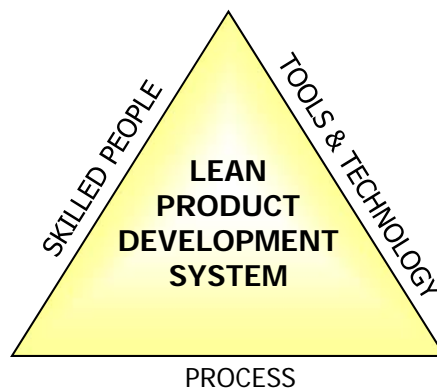 SKILLED PEOPLE
TOOLS & TECHNOLOGY
LEAN
PRODUCT
DEVELOPMENT
SYSTEM
PROCESS